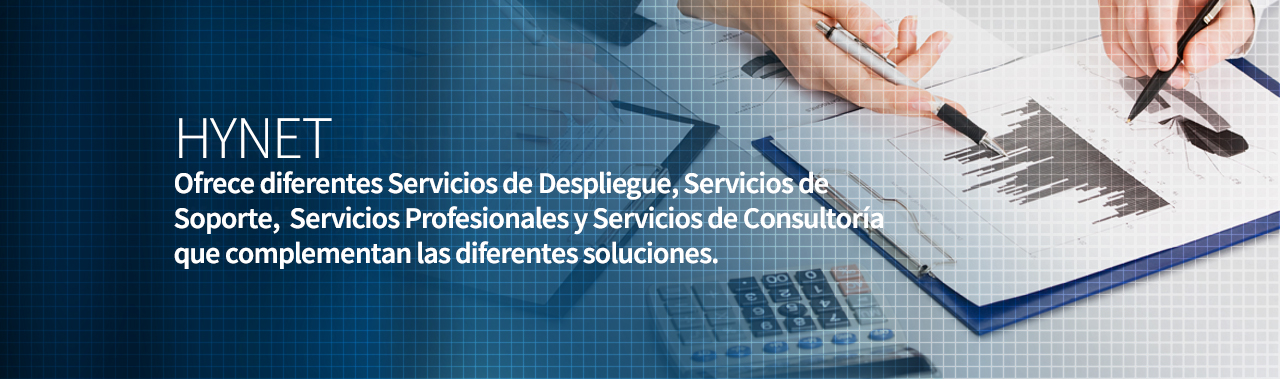 HYNET
Ofrece diferentes Servicios de Despliegue, Servicios de
Soporte,  Servicios Profesionales y Servicios de Consultoría
que complementan las diferentes soluciones.